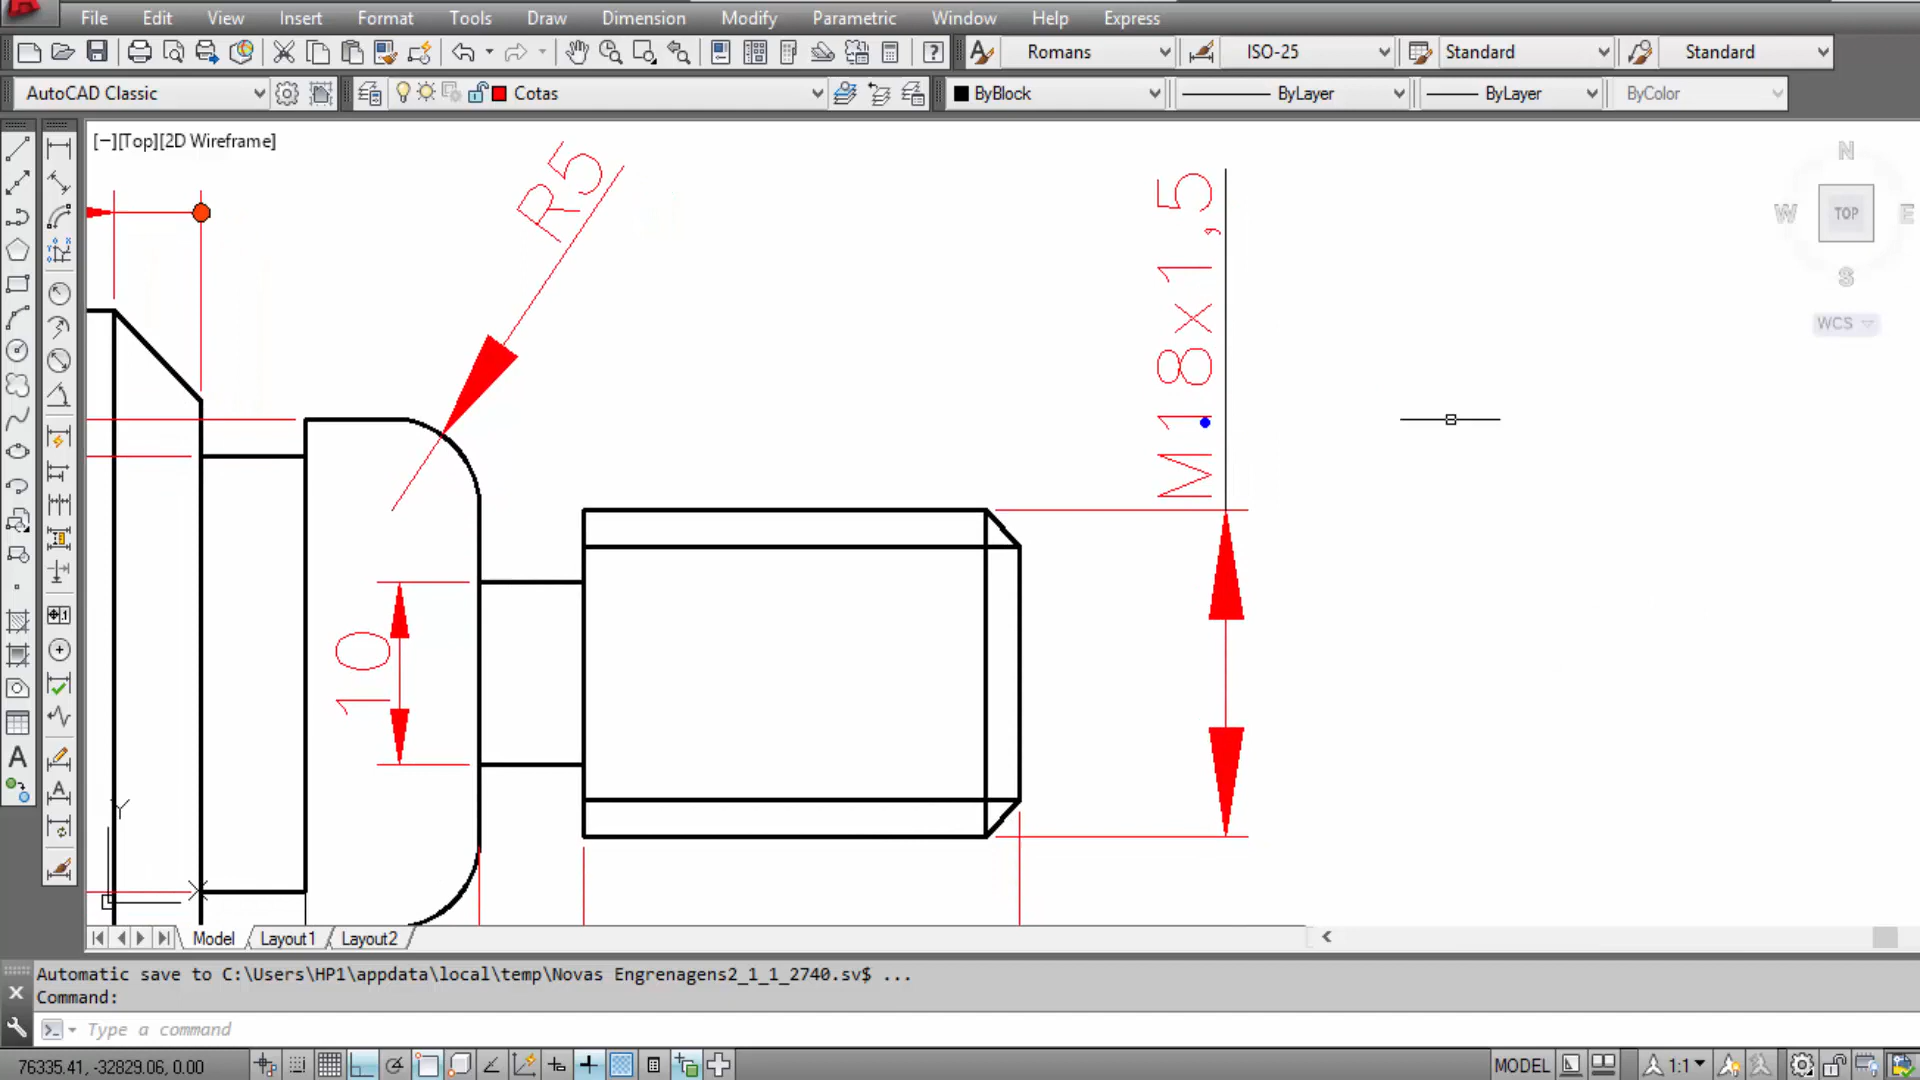 File Edit View Insert Format Tools Draw Dimension Modify Parametric Window Help Express
Romans ISO-25 Standard Standard
AutoCAD Classic Cotas ByBlock ByLayer ByLayer ByColor
[−][Top][2D Wireframe]
N
W TOP E
S
WCS
R5
M18x1,5
10
Y
X
Model Layout1 Layout2
Automatic save to C:\Users\HP1\appdata\local\temp\Novas Engrenagens2_1_1_2740.sv$ ...
Command:
Type a command
76335.41, -32829.06, 0.00 MODEL 1:1